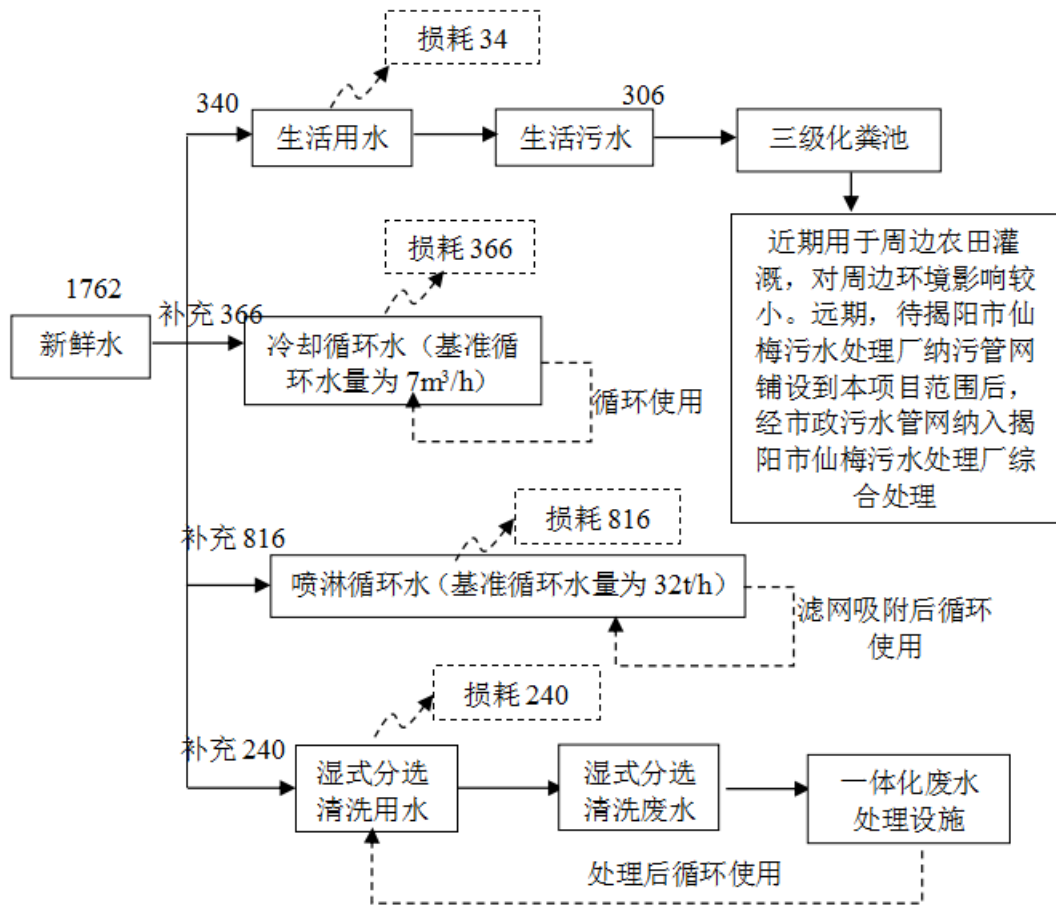 损耗 34
340
306
生活用水
生活污水
三级化粪池
损耗 366
近期用于周边农田灌
溉，对周边环境影响较
小。远期，待揭阳市仙
梅污水处理厂纳污管网
铺设到本项目范围后，
经市政污水管网纳入揭
阳市仙梅污水处理厂综
合处理
1762
补充 366
新鲜水
冷却循环水（基准循
环水量为 7m³/h）
循环使用
损耗 816
补充 816
喷淋循环水（基准循环水量为 32t/h）
滤网吸附后循环
使用
损耗 240
补充 240
湿式分选
清洗用水
湿式分选
清洗废水
一体化废水
处理设施
处理后循环使用